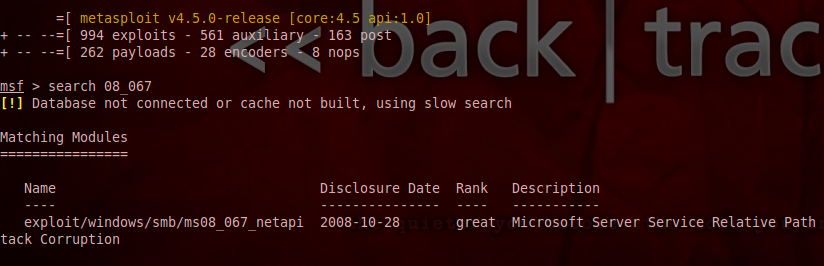 =[ metasploit v4.5.0-release [core:4.5 api:1.0]
+ -- --=[ 994 exploits - 561 auxiliary - 163 post
+ -- --=[ 262 payloads - 28 encoders - 8 nops
<< back | trac
msf > search 08_067
[!] Database not connected or cache not built, using slow search
Matching Modules
================
Name Disclosure Date Rank Description
---- --------------- ---- -----------
exploit/windows/smb/ms08_067_netapi 2008-10-28 great Microsoft Server Service Relative Path
tack Corruption